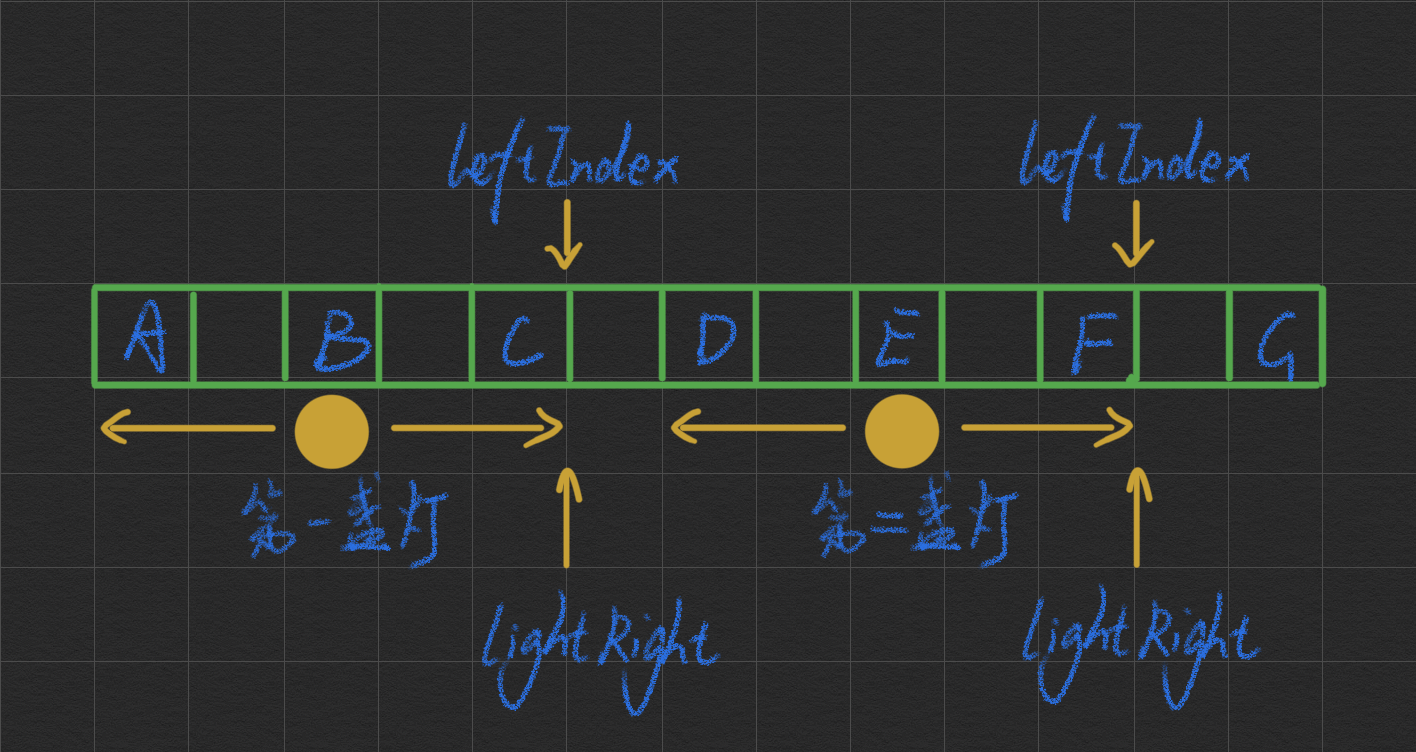 LeftIndex LeftIndex
A B C D E F G
第一盏灯 第二盏灯
LightRight LightRight